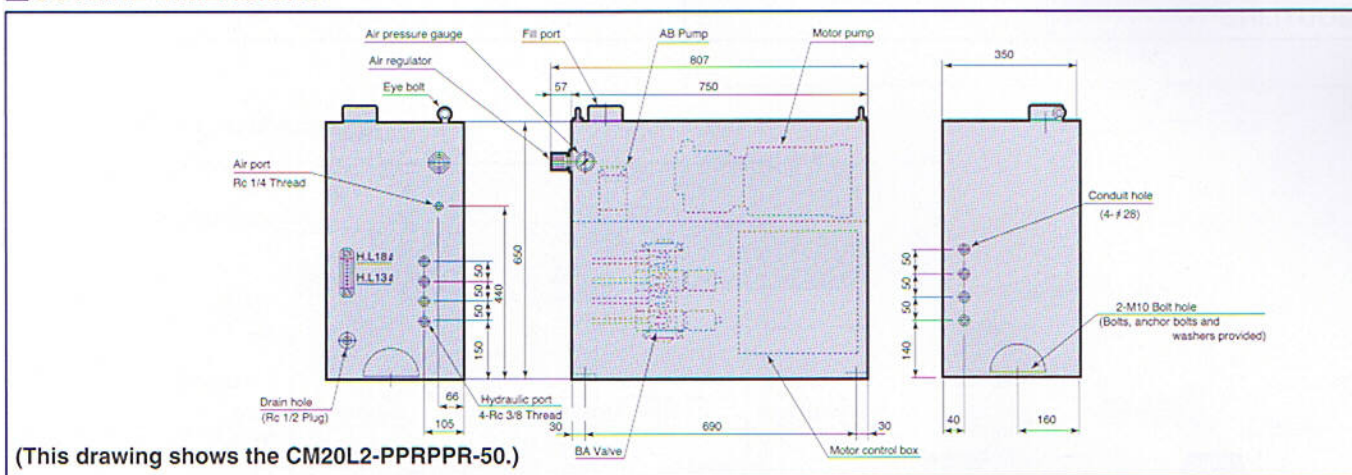 Air pressure gauge
Fill port
AB Pump
Motor pump
807
350
Air regulator
57
750
Eye bolt
Air port
Rc 1/4 Thread
Conduit hole
(4-ø28)
H.L18ℓ
H.L13ℓ
50
50
50
150
440
650
50
50
50
140
2-M10 Bolt hole
(Bolts, anchor bolts and
washers provided)
Drain hole
(Rc 1/2 Plug)
66
105
Hydraulic port
4-Rc 3/8 Thread
30
690
30
BA Valve
Motor control box
40
160
(This drawing shows the CM20L2-PPRPPR-50.)